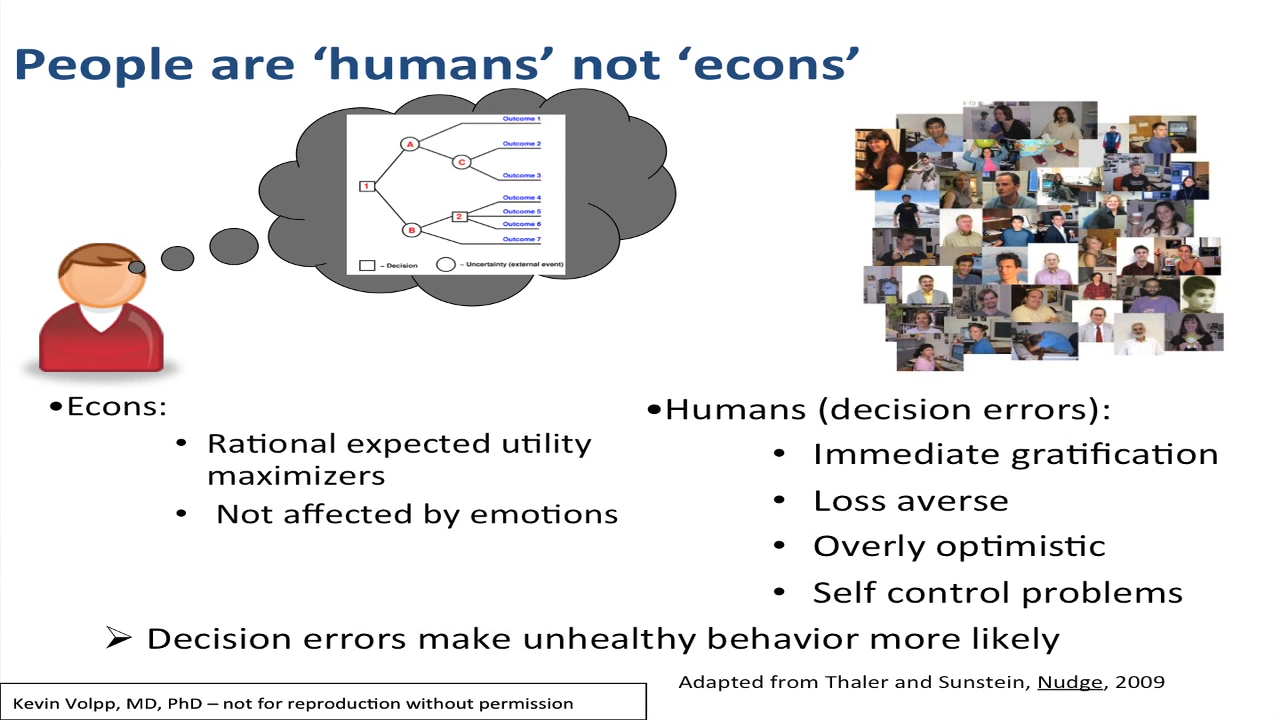 People are ‘humans’ not ‘econs’
Outcome 1
A
Outcome 2
C
Outcome 3
1
Outcome 4
2
Outcome 5
B
Outcome 6
Outcome 7
– Decision
– Uncertainty (external event)
•Econs:
• Rational expected utility
maximizers
• Not affected by emotions
•Humans (decision errors):
• Immediate gratification
• Loss averse
• Overly optimistic
• Self control problems
➢ Decision errors make unhealthy behavior more likely
Adapted from Thaler and Sunstein, Nudge, 2009
Kevin Volpp, MD, PhD – not for reproduction without permission